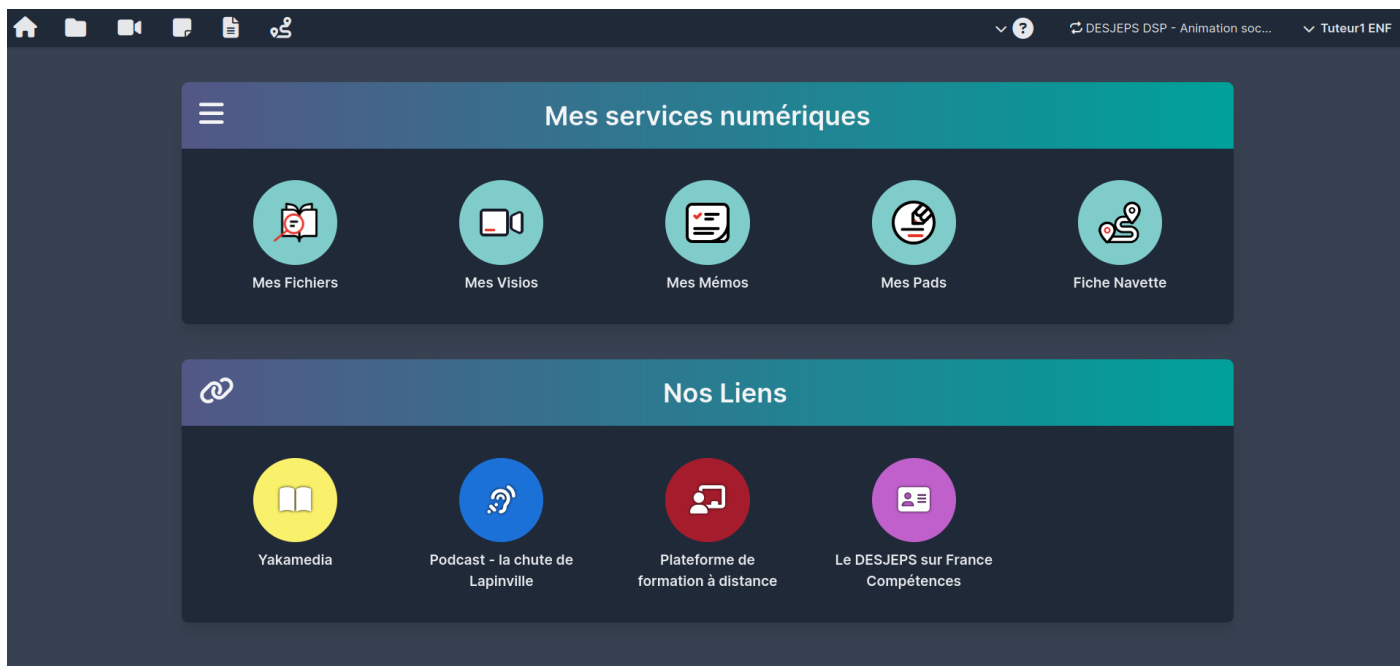 ? DESJEPS DSP - Animation soc... Tuteur1 ENF
Mes services numériques
Mes Fichiers Mes Visios Mes Mémos Mes Pads Fiche Navette
Nos Liens
Yakamedia Podcast - la chute de Plateforme de Le DESJEPS sur France
Lapinville formation à distance Compétences